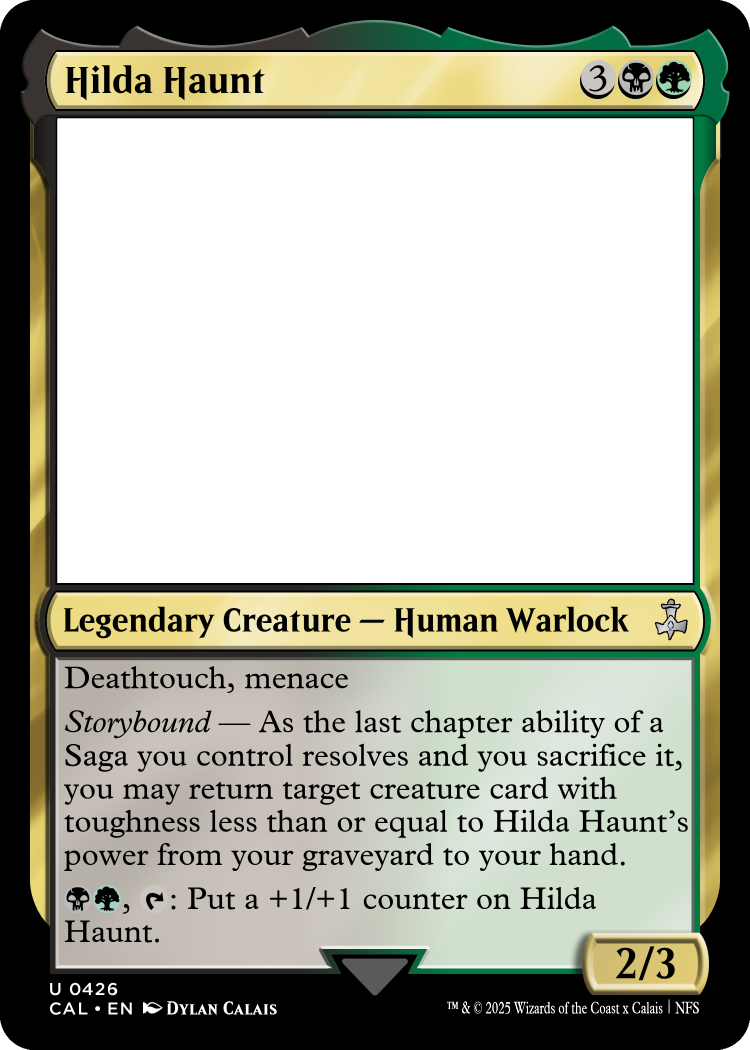 Hilda Haunt 3
Legendary Creature — Human Warlock
Deathtouch, menace
Storybound — As the last chapter ability of a
Saga you control resolves and you sacrifice it,
you may return target creature card with
toughness less than or equal to Hilda Haunt's
power from your graveyard to your hand.
, : Put a +1/+1 counter on Hilda
Haunt.
2/3
U 0426
CAL • EN DYLAN CALAIS
™ & © 2025 Wizards of the Coast x Calais | NFS